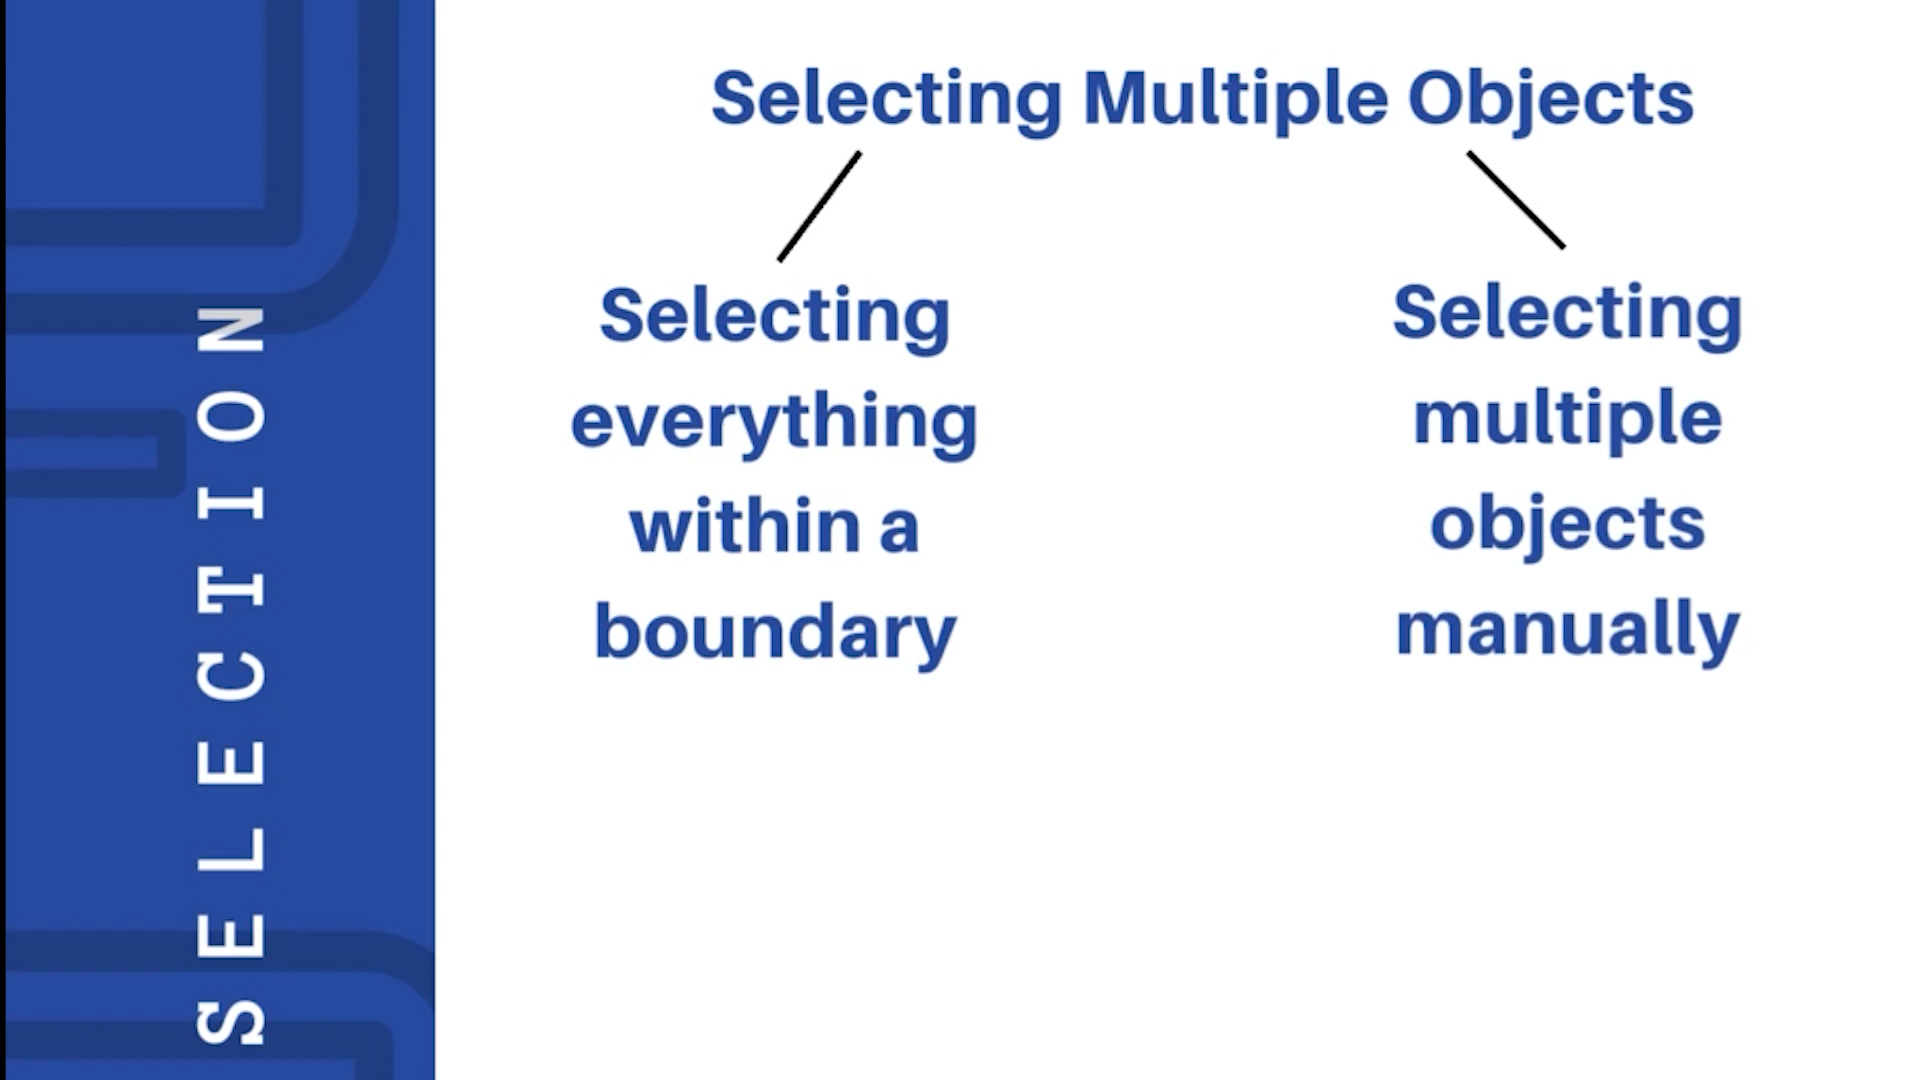 SELECTION
Selecting Multiple Objects
Selecting
everything
within a
boundary
Selecting
multiple
objects
manually